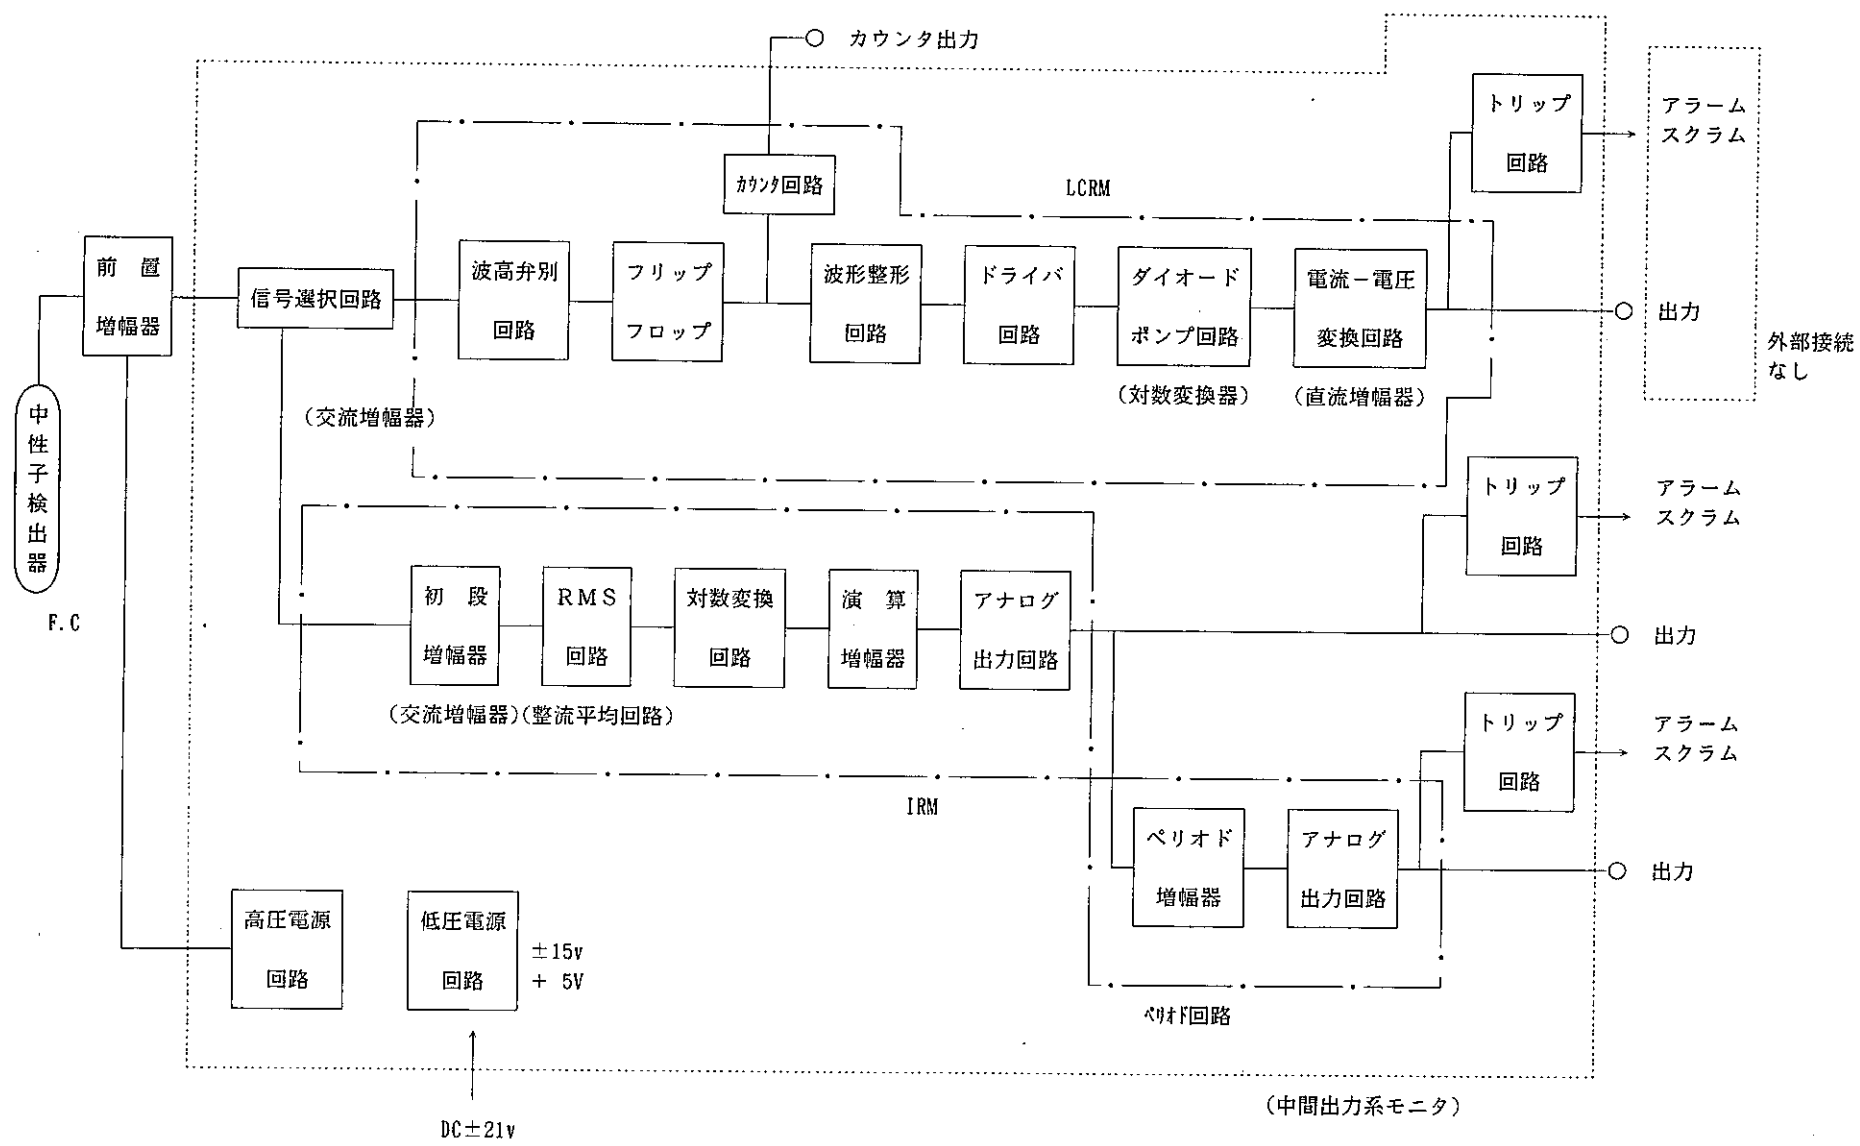 カウンタ出力
トリップ
回路
アラーム
スクラム
カウンタ回路
LCRM
前 置
増幅器
信号選択回路
波高弁別
回路
フリップ
フロップ
波形整形
回路
ドライバ
回路
ダイオード
ポンプ回路
(対数変換器)
電流-電圧
変換回路
(直流増幅器)
出力
外部接続
なし
中性子検出器
F.C
(交流増幅器)
トリップ
回路
アラーム
スクラム
初 段
増幅器
(交流増幅器)
RMS
回路
(整流平均回路)
対数変換
回路
演 算
増幅器
アナログ
出力回路
出力
トリップ
回路
アラーム
スクラム
IRM
ペリオド
増幅器
アナログ
出力回路
出力
ペリオド回路
高圧電源
回路
低圧電源
回路
±15v
+ 5V
DC±21v
(中間出力系モニタ)